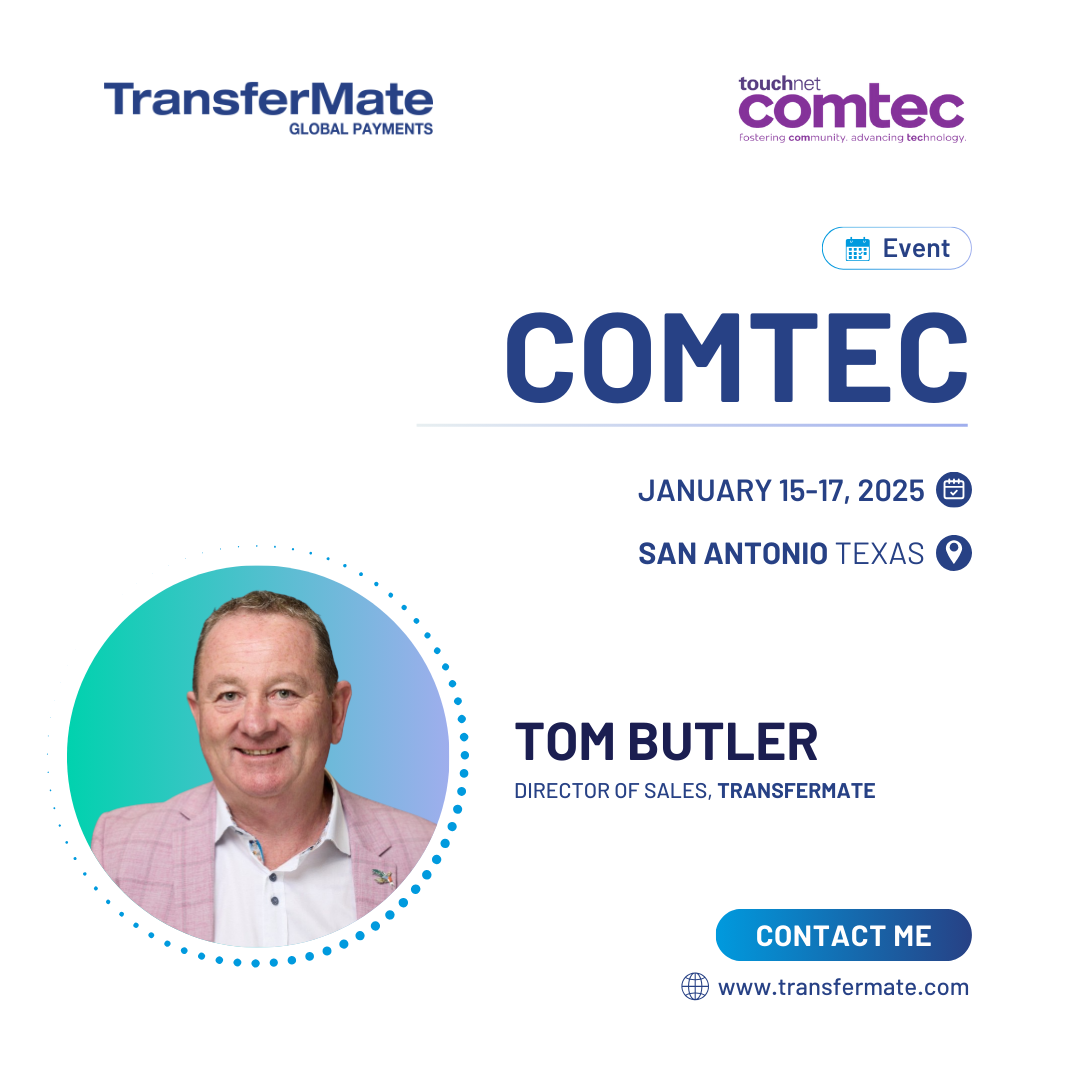 TransferMate
GLOBAL PAYMENTS
touchnet
comtec
fostering community. advancing technology.
Event
COMTEC
JANUARY 15-17, 2025
SAN ANTONIO TEXAS
TOM BUTLER
DIRECTOR OF SALES, TRANSFERMATE
CONTACT ME
www.transfermate.com